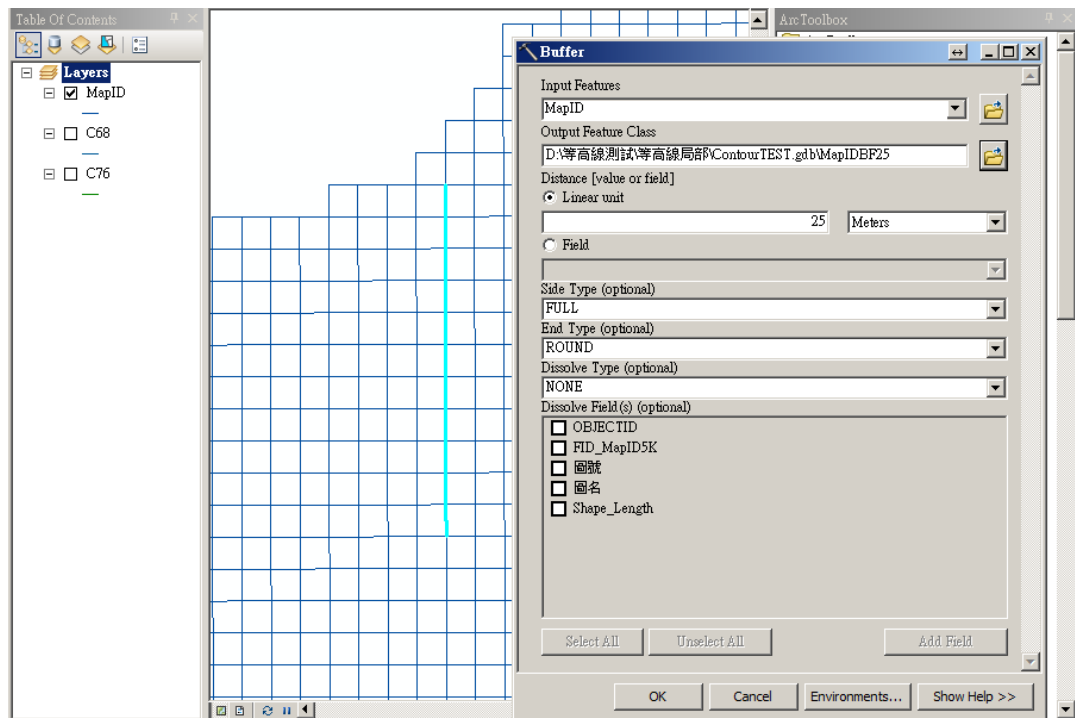 Table Of Contents
Layers
MapID
C68
C76
ArcToolbox
Buffer
Input Features
MapID
Output Feature Class
D:\等高線測試\等高線局部\ContourTEST.gdb\MapIDBF25
Distance [value or field]
Linear unit
25
Meters
Field
Side Type (optional)
FULL
End Type (optional)
ROUND
Dissolve Type (optional)
NONE
Dissolve Field(s) (optional)
OBJECTID
FID_MapID5K
圖號
圖名
Shape_Length
Select All
Unselect All
Add Field
OK
Cancel
Environments...
Show Help >>